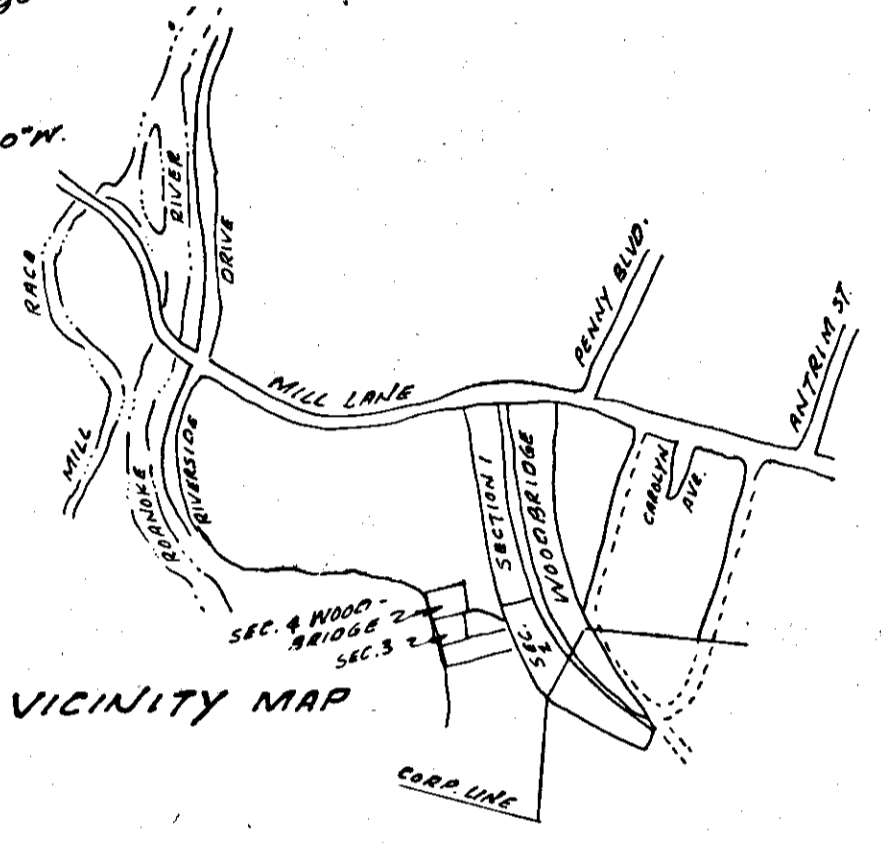 0"W.
RACE
MILL
RIVER
ROANOKE
DRIVE
RIVERSIDE
MILL LANE
PENNY BLVD.
ANTRIM ST.
CAROLYN
AVE.
SECTION 1
WOODBRIDGE
SEC.
2
SEC. 4 WOOD-
BRIDGE
SEC. 3
VICINITY MAP
CORP. LINE